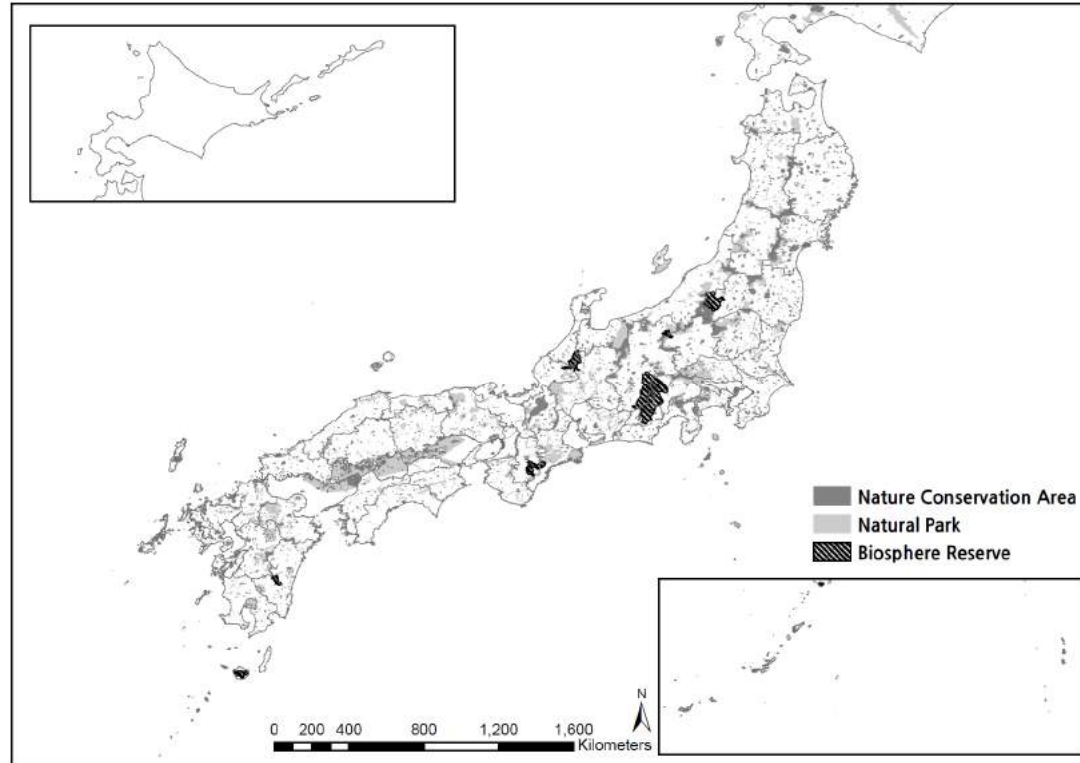 Nature Conservation Area
Natural Park
Biosphere Reserve
N
0 200 400 800 1,200 1,600
Kilometers